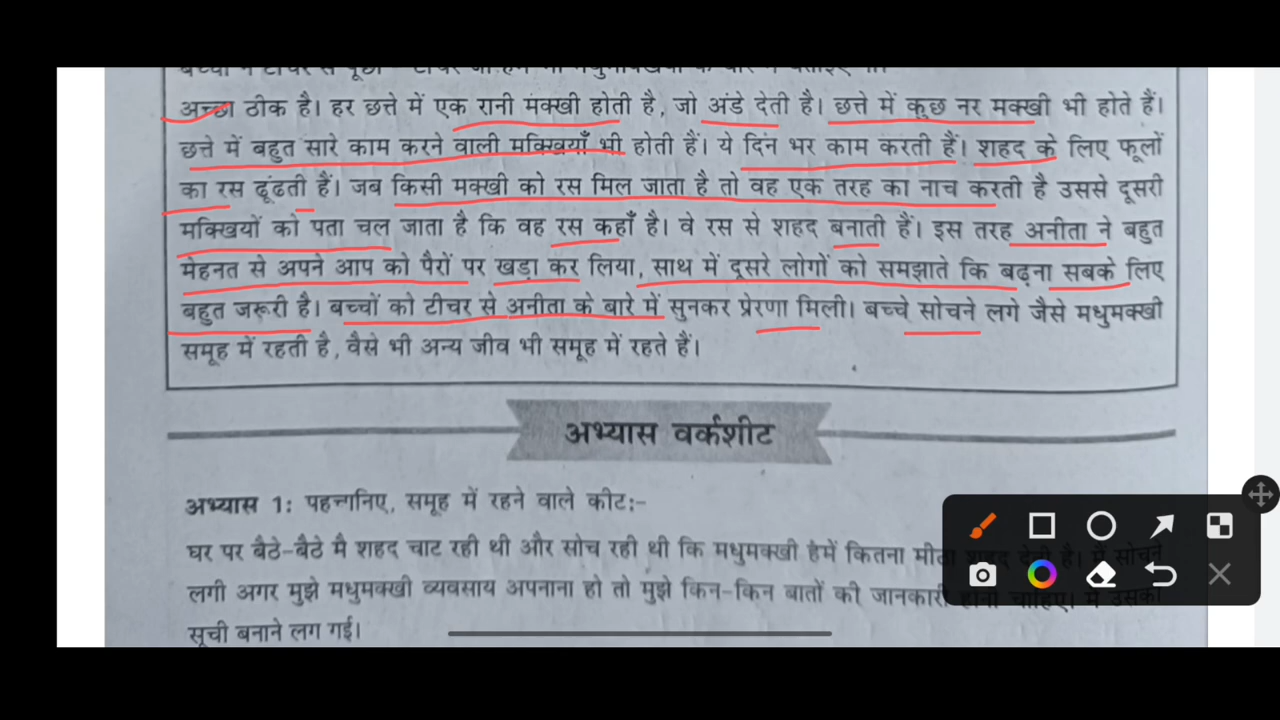 अच्छा ठीक है। हर छत्ते में एक रानी मक्खी होती है, जो अंडे देती है। छत्ते में कुछ नर मक्खी भी होते हैं।
छत्ते में बहुत सारे काम करने वाली मक्खियाँ भी होती हैं। ये दिन भर काम करती हैं। शहद के लिए फूलों
का रस ढूंढती हैं। जब किसी मक्खी को रस मिल जाता है तो वह एक तरह का नाच करती है उससे दूसरी
मक्खियों को पता चल जाता है कि वह रस कहाँ है। वे रस से शहद बनाती हैं। इस तरह अनीता ने बहुत
मेहनत से अपने आप को पैरों पर खड़ा कर लिया, साथ में दूसरे लोगों को समझाते कि बढ़ना सबके लिए
बहुत जरूरी है। बच्चों को टीचर से अनीता के बारे में सुनकर प्रेरणा मिली। बच्चे सोचने लगे जैसे मधुमक्खी
समूह में रहती है, वैसे भी अन्य जीव भी समूह में रहते हैं।
अभ्यास वर्कशीट
अभ्यास 1: पहचानिए, समूह में रहने वाले कीट:-
घर पर बैठे-बैठे मै शहद चाट रही थी और सोच रही थी कि मधुमक्खी हमें कितना मीठा शहद देती है। मैं सोचने
लगी अगर मुझे मधुमक्खी व्यवसाय अपनाना हो तो मुझे किन-किन बातों की जानकारी होनी चाहिए। मैं उसकी
सूची बनाने लग गई।